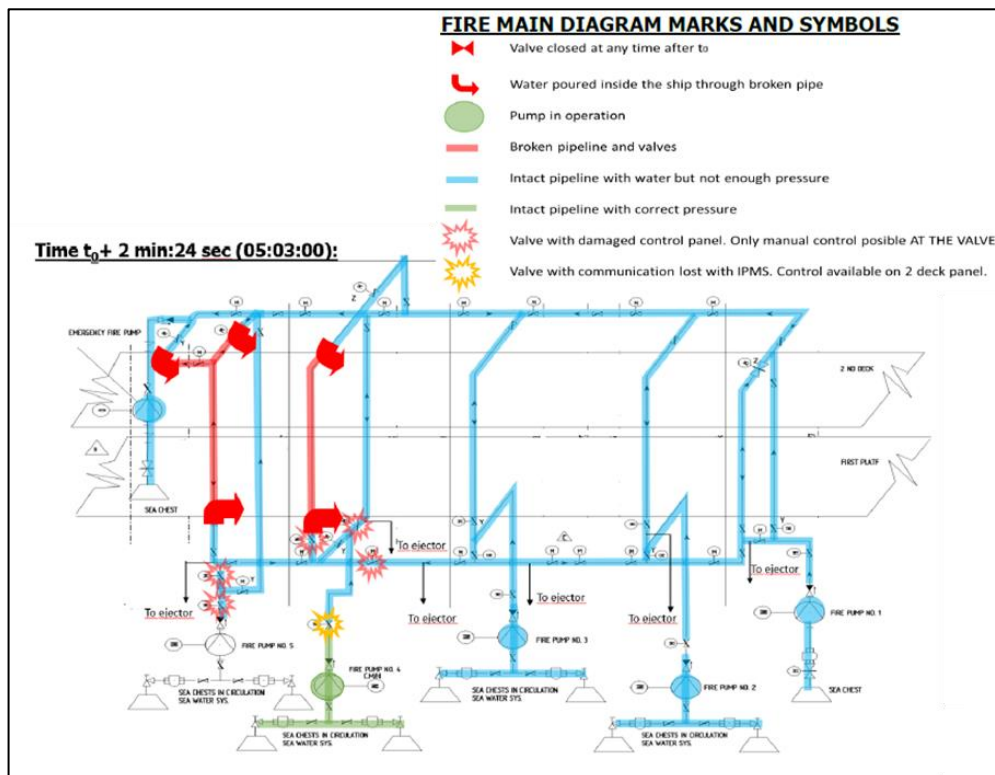 FIRE MAIN DIAGRAM MARKS AND SYMBOLS
Valve closed at any time after t0
Water poured inside the ship through broken pipe
Pump in operation
Broken pipeline and valves
Intact pipeline with water but not enough pressure
Intact pipeline with correct pressure
Valve with damaged control panel. Only manual control posible AT THE VALVE
Valve with communication lost with IPMS. Control available on 2 deck panel.
Time t0+ 2 min:24 sec (05:03:00):
EMERGENCY FIRE PUMP
Z
Z
2 ND DECK
FIRST PLATF
SEA CHEST
Y
Y
Y
Y
Y
C
To ejector
To ejector
To ejector
To ejector
To ejector
To ejector
FIRE PUMP NO. 1
FIRE PUMP NO. 3
FIRE PUMP NO. 5
FIRE PUMP NO. 4
FIRE PUMP NO. 2
SEA CHESTS IN CIRCULATION
SEA WATER SYS.
SEA CHESTS IN CIRCULATION
SEA WATER SYS.
SEA CHEST
SEA CHESTS IN CIRCULATION
SEA WATER SYS.
SEA CHESTS IN CIRCULATION
SEA WATER SYS.